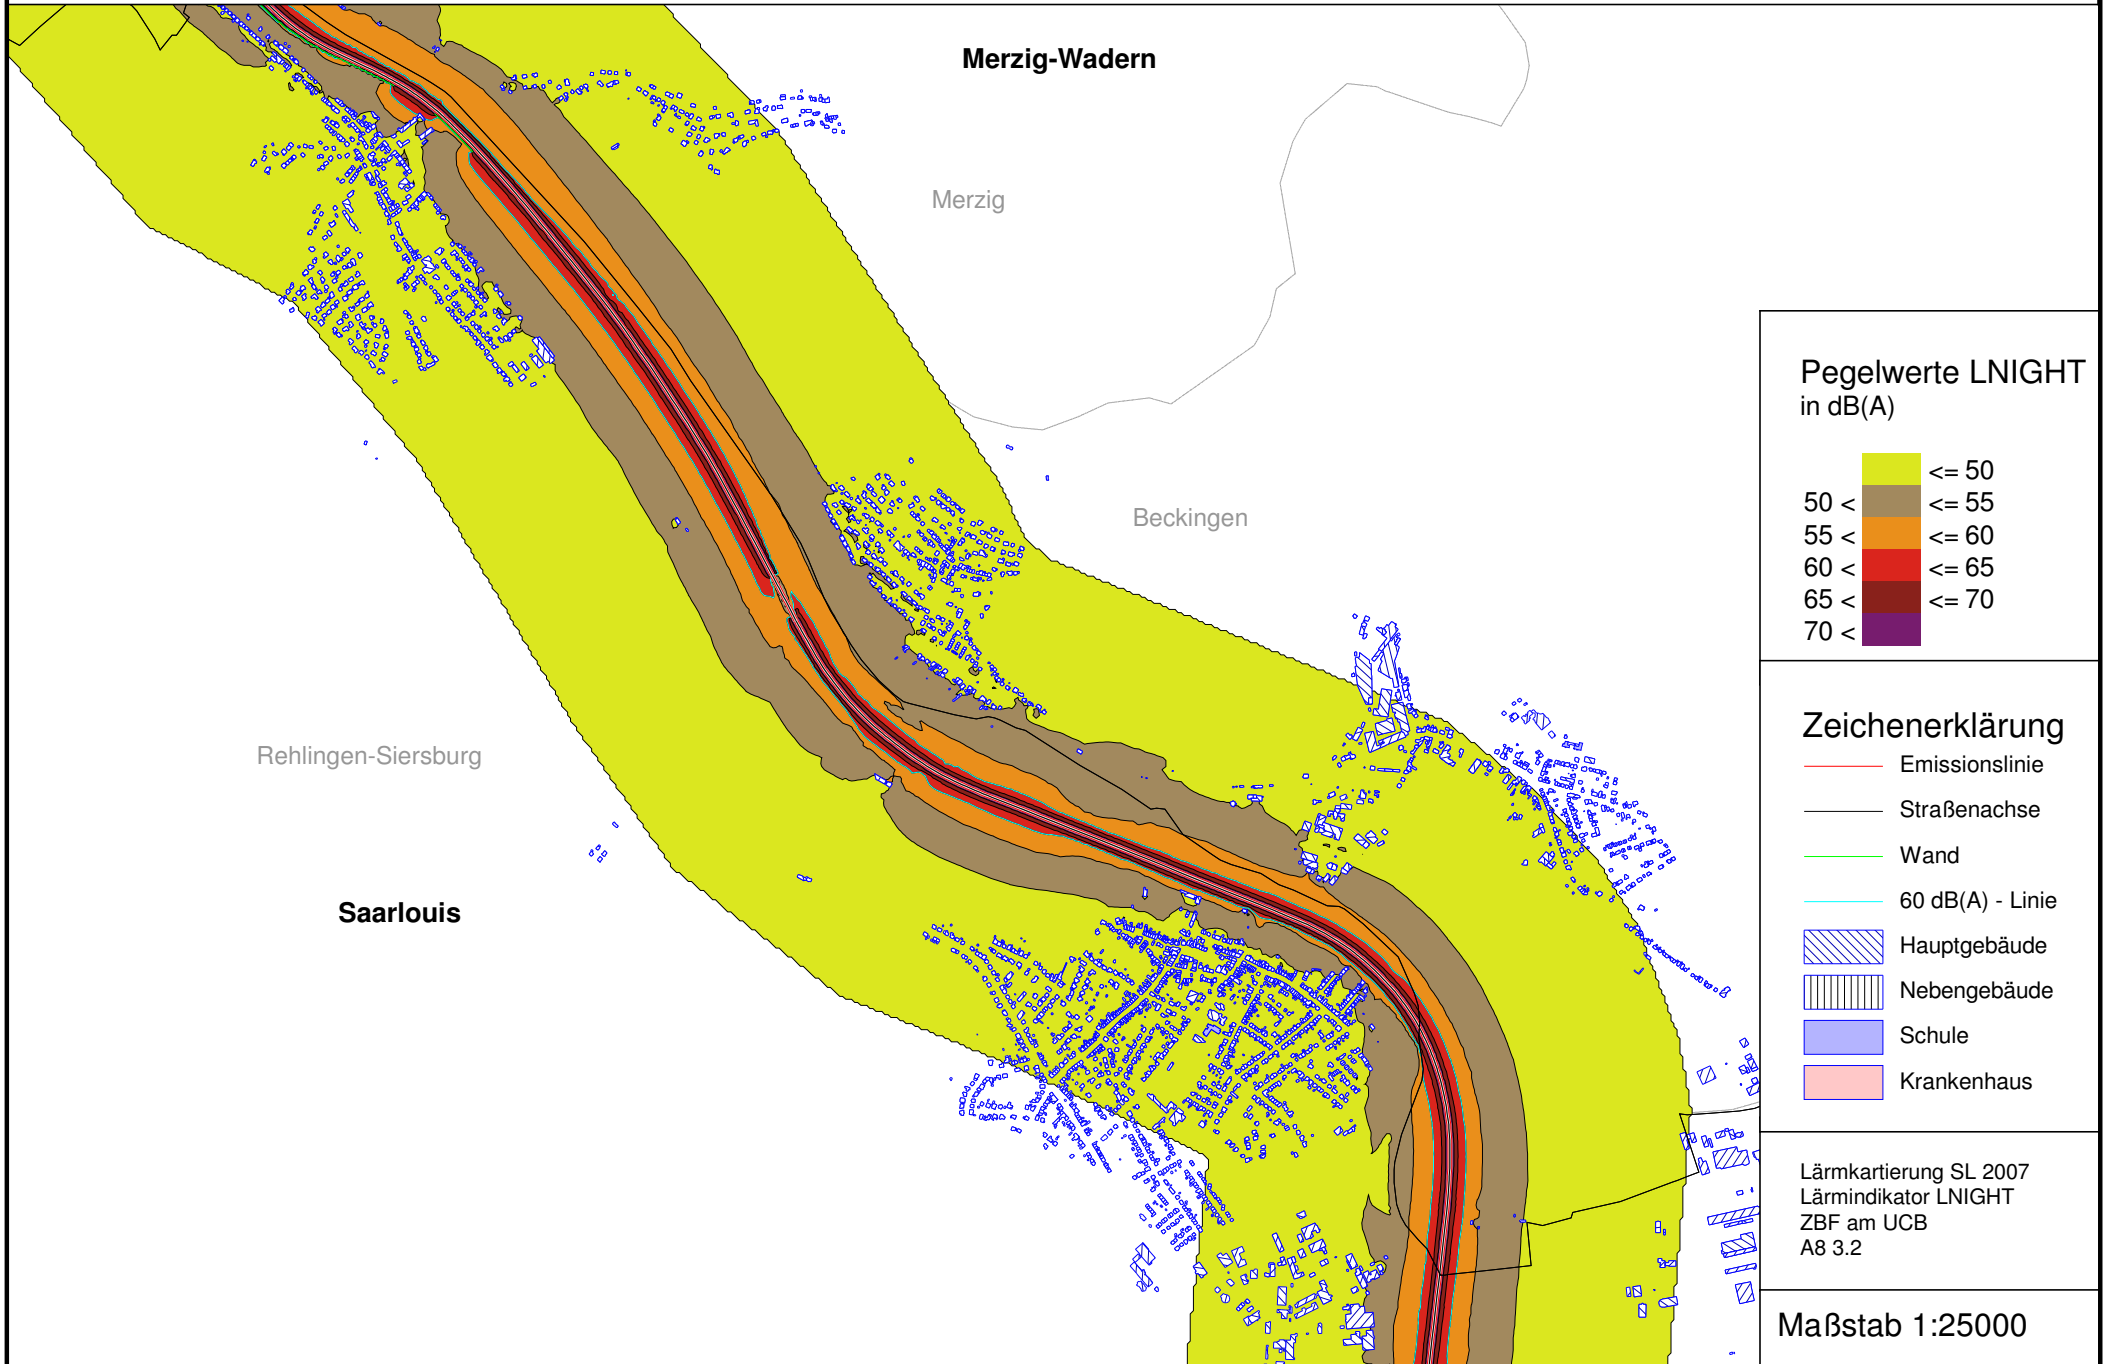 Merzig-Wadern
Merzig
Beckingen
Rehlingen-Siersburg
Saarlouis
Pegelwerte LNIGHT
in dB(A)
<= 50
50 < <= 55
55 < <= 60
60 < <= 65
65 < <= 70
70 <
Zeichenerklärung
Emissionslinie
Straßenachse
Wand
60 dB(A) - Linie
Hauptgebäude
Nebengebäude
Schule
Krankenhaus
Lärmkartierung SL 2007
Lärmindikator LNIGHT
ZBF am UCB
A8 3.2
Maßstab 1:25000